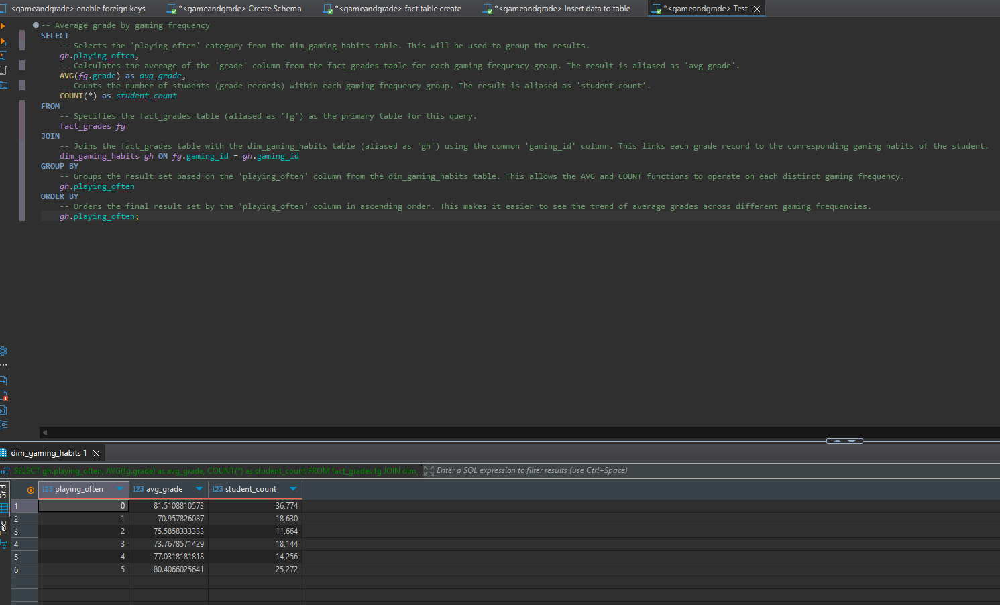 <gameandgrade> enable foreign keys
*<gameandgrade> Create Schema
*<gameandgrade> fact table create
*<gameandgrade> Insert data to table
*<gameandgrade> Test
-- Average grade by gaming frequency
SELECT
-- Selects the 'playing_often' category from the dim_gaming_habits table. This will be used to group the results.
gh.playing_often,
-- Calculates the average of the 'grade' column from the fact_grades table for each gaming frequency group. The result is aliased as 'avg_grade'.
AVG(fg.grade) as avg_grade,
-- Counts the number of students (grade records) within each gaming frequency group. The result is aliased as 'student_count'.
COUNT(*) as student_count
FROM
-- Specifies the fact_grades table (aliased as 'fg') as the primary table for this query.
fact_grades fg
JOIN
-- Joins the fact_grades table with the dim_gaming_habits table (aliased as 'gh') using the common 'gaming_id' column. This links each grade record to the corresponding gaming habits of the student.
dim_gaming_habits gh ON fg.gaming_id = gh.gaming_id
GROUP BY
-- Groups the result set based on the 'playing_often' column from the dim_gaming_habits table. This allows the AVG and COUNT functions to operate on each distinct gaming frequency.
gh.playing_often
ORDER BY
-- Orders the final result set by the 'playing_often' column in ascending order. This makes it easier to see the trend of average grades across different gaming frequencies.
gh.playing_often;
dim_gaming_habits 1
SELECT gh.playing_often, AVG(fg.grade) as avg_grade, COUNT(*) as student_count FROM fact_grades fg JOIN dim_
Enter a SQL expression to filter results (use Ctrl+Space)
Grid
Text
123 playing_often 123 avg_grade 123 student_count
1 0 81.5108810573 36,774
2 1 70.957826087 18,630
3 2 75.5858333333 11,664
4 3 73.7678571429 18,144
5 4 77.0318181818 14,256
6 5 80.4066025641 25,272